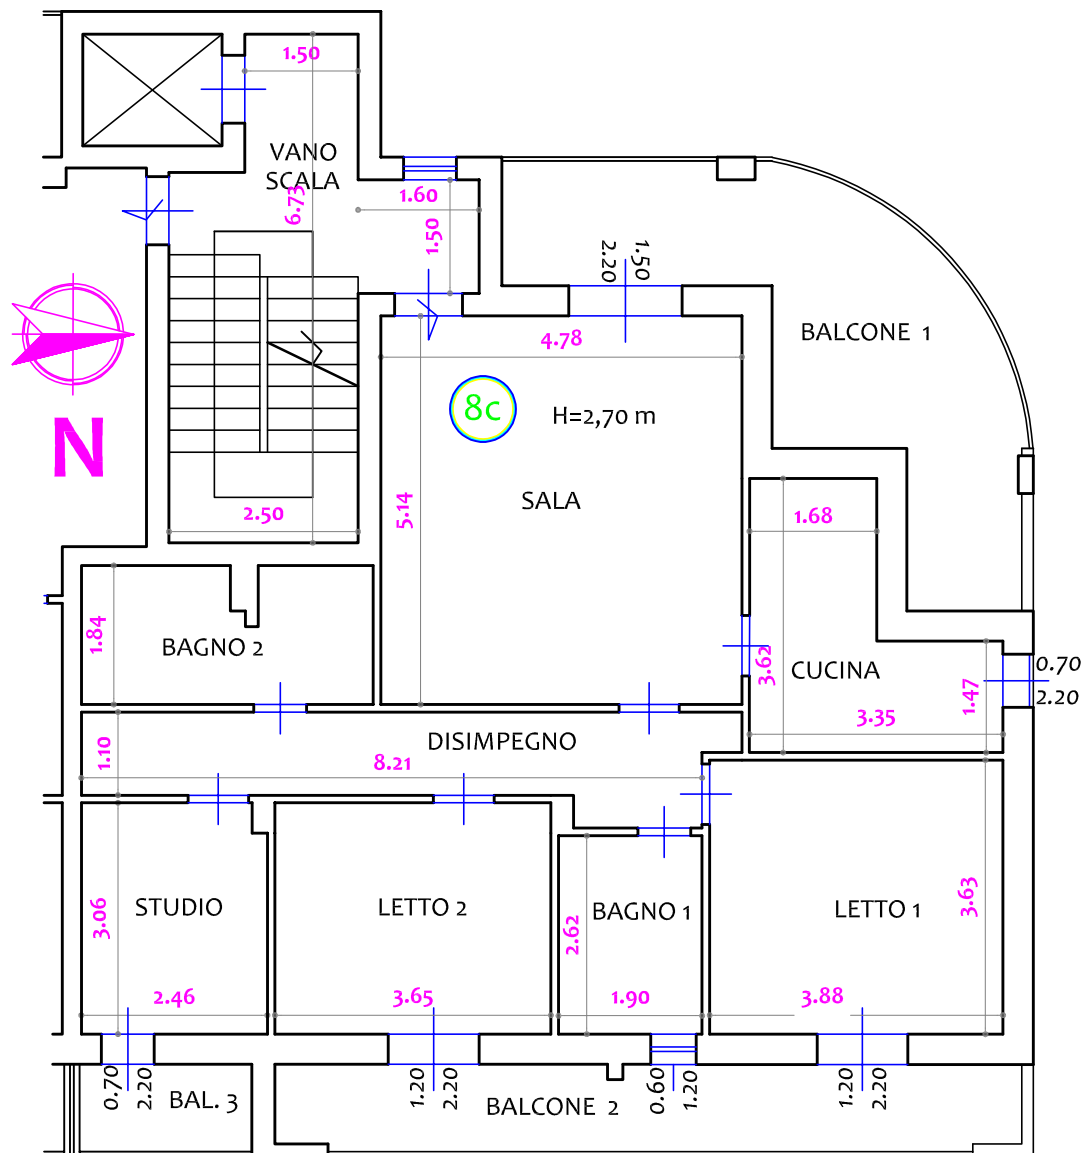 1.50
VANO
SCALA
6.73
1.60
1.50
1.50
2.20
4.78
BALCONE 1
8c
H=2,70 m
N
SALA
5.14
2.50
1.68
1.84
BAGNO 2
3.62
CUCINA
0.70
2.20
1.47
3.35
DISIMPEGNO
1.10
8.21
3.06
STUDIO
LETTO 2
BAGNO 1
2.62
LETTO 1
3.63
2.46
3.65
1.90
3.88
0.70
2.20
BAL. 3
1.20
2.20
BALCONE 2
0.60
1.20
1.20
2.20